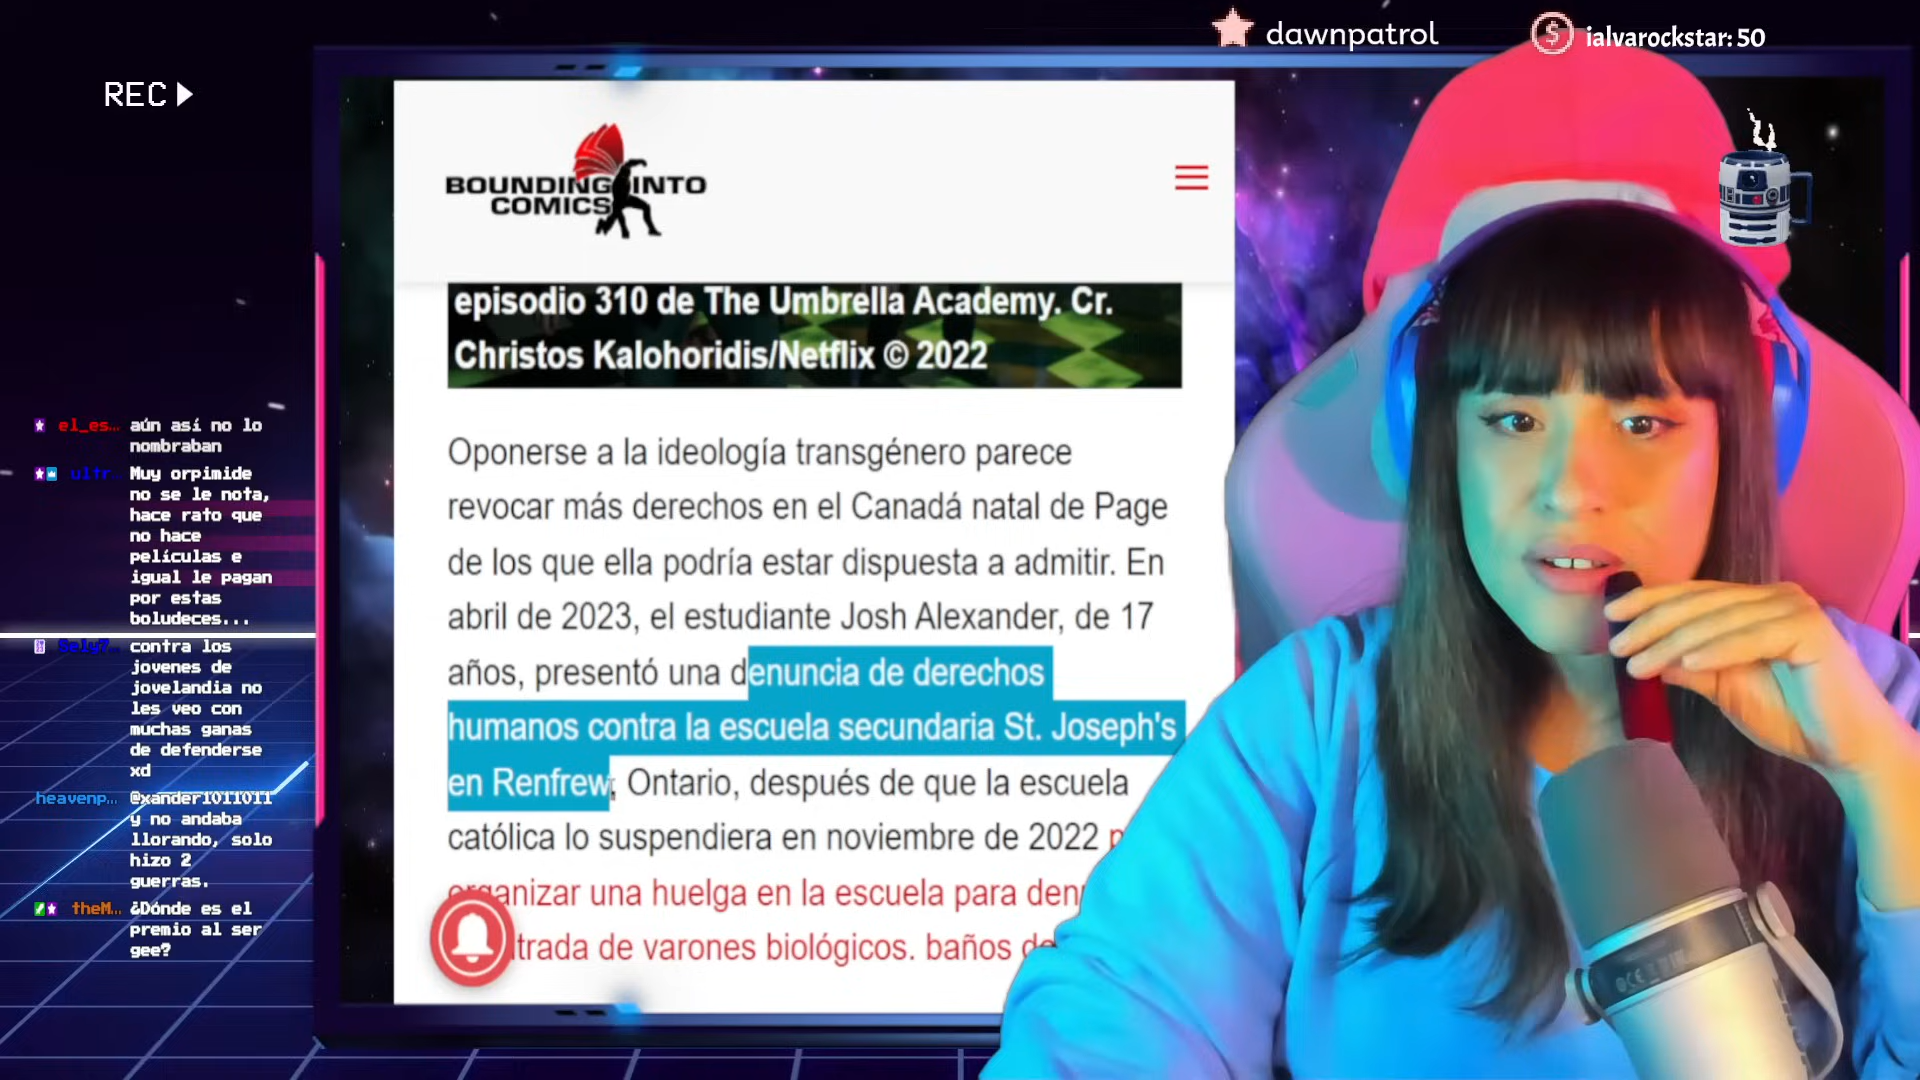 dawnpatrol
ialvarockstar: 50
REC
BOUNDING INTO
COMICS
episodio 310 de The Umbrella Academy. Cr.
Christos Kalohoridis/Netflix © 2022
Oponerse a la ideología transgénero parece
revocar más derechos en el Canadá natal de Page
de los que ella podría estar dispuesta a admitir. En
abril de 2023, el estudiante Josh Alexander, de 17
años, presentó una denuncia de derechos
humanos contra la escuela secundaria St. Joseph's
en Renfrew, Ontario, después de que la escuela
católica lo suspendiera en noviembre de 2022
organizar una huelga en la escuela para
trada de varones biológicos. baños
el_es... aún así no lo
nombraban
ultr... Muy orpimide
no se le nota,
hace rato que
no hace
películas e
igual le pagan
por estas
boludeces...
contra los
jovenes de
jovelandia no
les veo con
muchas ganas
de defenderse
xd
heavenp... @xander1011011
y no andaba
llorando, solo
hizo 2
guerras.
theM... ¿Dónde es el
premio al ser
gee?